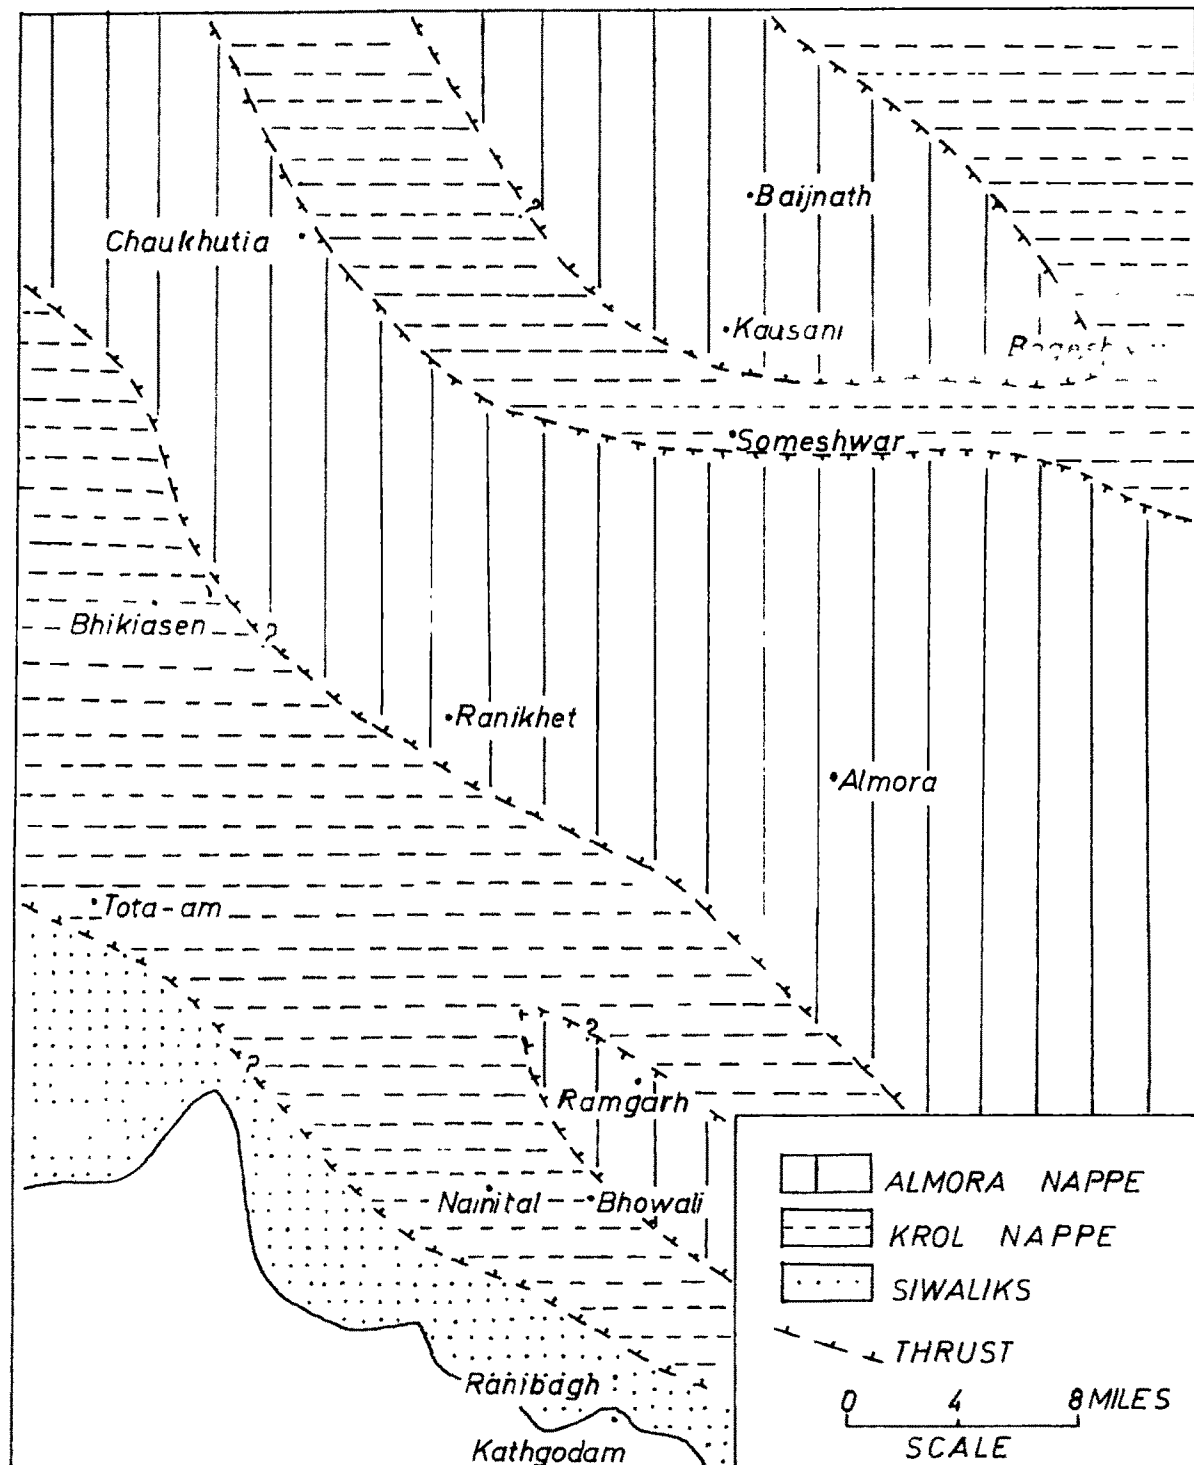 Baijnath
Chaukhutia
Kausani
Someshwar
?
?
Bhikiasen
?
Ranikhet
Almora
Tota-am
?
?
Ramgarh
Nainital
Bhowali
Ranibagh
Kathgodam
ALMORA NAPPE
KROL NAPPE
SIWALIKS
THRUST
0 4 8 MILES
SCALE